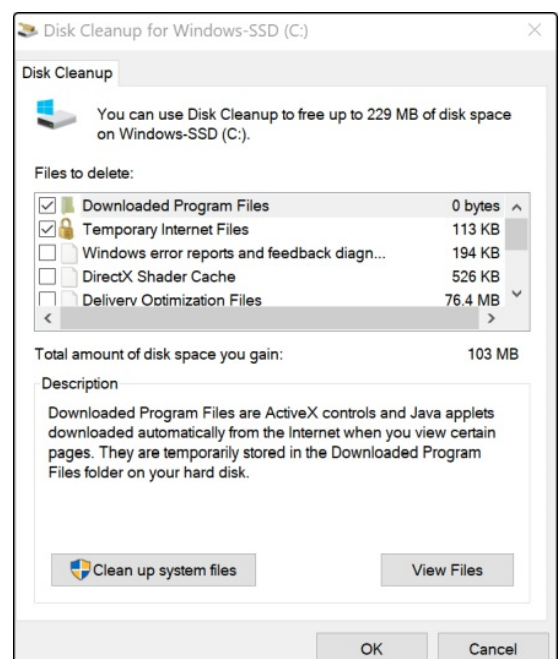 Disk Cleanup for Windows-SSD (C:)
Disk Cleanup
You can use Disk Cleanup to free up to 229 MB of disk space
on Windows-SSD (C:).
Files to delete:
Downloaded Program Files 0 bytes
Temporary Internet Files 113 KB
Windows error reports and feedback diagn... 194 KB
DirectX Shader Cache 526 KB
Delivery Optimization Files 76.4 MB
Total amount of disk space you gain: 103 MB
Description
Downloaded Program Files are ActiveX controls and Java applets
downloaded automatically from the Internet when you view certain
pages. They are temporarily stored in the Downloaded Program
Files folder on your hard disk.
Clean up system files View Files
OK Cancel